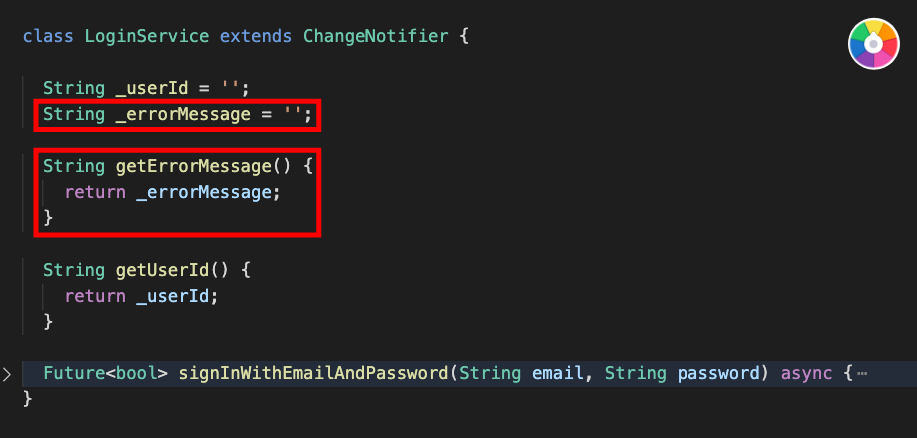 class LoginService extends ChangeNotifier {
String _userId = '';
String _errorMessage = '';
String getErrorMessage() {
return _errorMessage;
}
String getUserId() {
return _userId;
}
Future<bool> signInWithEmailAndPassword(String email, String password) async {⋯
}